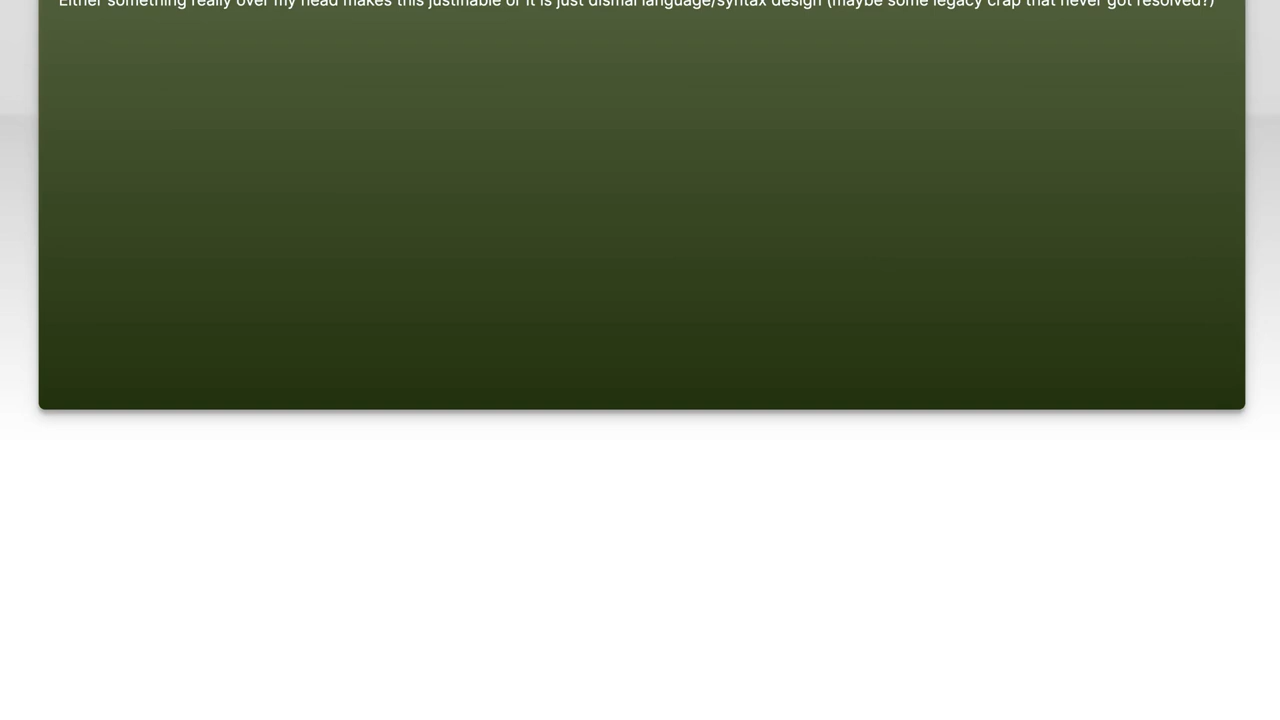 Either something really over my head makes this justifiable or it is just dismal language/syntax design (maybe some legacy crap that never got resolved?)